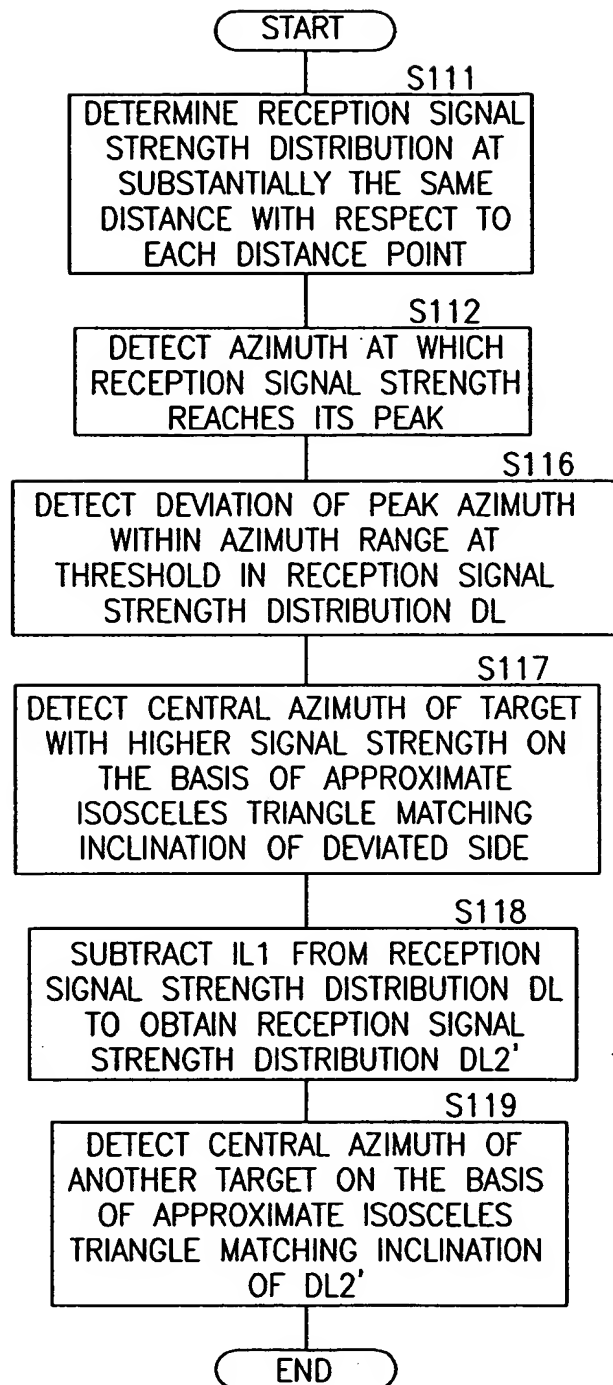 START
S111
DETERMINE RECEPTION SIGNAL
STRENGTH DISTRIBUTION AT
SUBSTANTIALLY THE SAME
DISTANCE WITH RESPECT TO
EACH DISTANCE POINT
S112
DETECT AZIMUTH AT WHICH
RECEPTION SIGNAL STRENGTH
REACHES ITS PEAK
S116
DETECT DEVIATION OF PEAK AZIMUTH
WITHIN AZIMUTH RANGE AT
THRESHOLD IN RECEPTION SIGNAL
STRENGTH DISTRIBUTION DL
S117
DETECT CENTRAL AZIMUTH OF TARGET
WITH HIGHER SIGNAL STRENGTH ON
THE BASIS OF APPROXIMATE
ISOSCELES TRIANGLE MATCHING
INCLINATION OF DEVIATED SIDE
S118
SUBTRACT IL1 FROM RECEPTION
SIGNAL STRENGTH DISTRIBUTION DL
TO OBTAIN RECEPTION SIGNAL
STRENGTH DISTRIBUTION DL2'
S119
DETECT CENTRAL AZIMUTH OF
ANOTHER TARGET ON THE BASIS
OF APPROXIMATE ISOSCELES
TRIANGLE MATCHING INCLINATION
OF DL2'
END